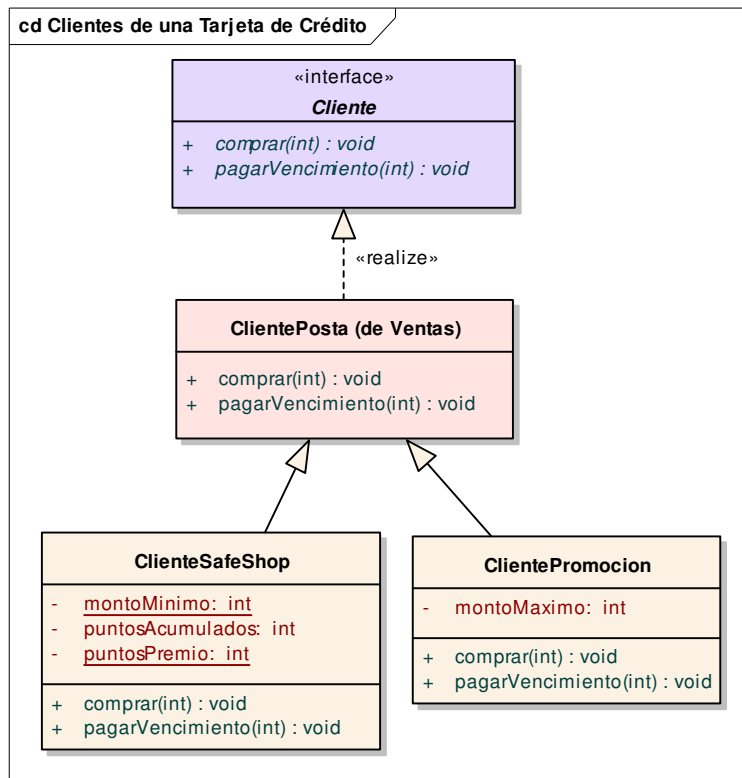 cd Clientes de una Tarjeta de Crédito
«interface»
Cliente
+ comprar(int) : void
+ pagarVencimiento(int) : void
«realize»
ClientePosta (de Ventas)
+ comprar(int) : void
+ pagarVencimiento(int) : void
ClienteSafeShop
- montoMinimo: int
- puntosAcumulados: int
- puntosPremio: int
+ comprar(int) : void
+ pagarVencimiento(int) : void
ClientePromocion
- montoMaximo: int
+ comprar(int) : void
+ pagarVencimiento(int) : void